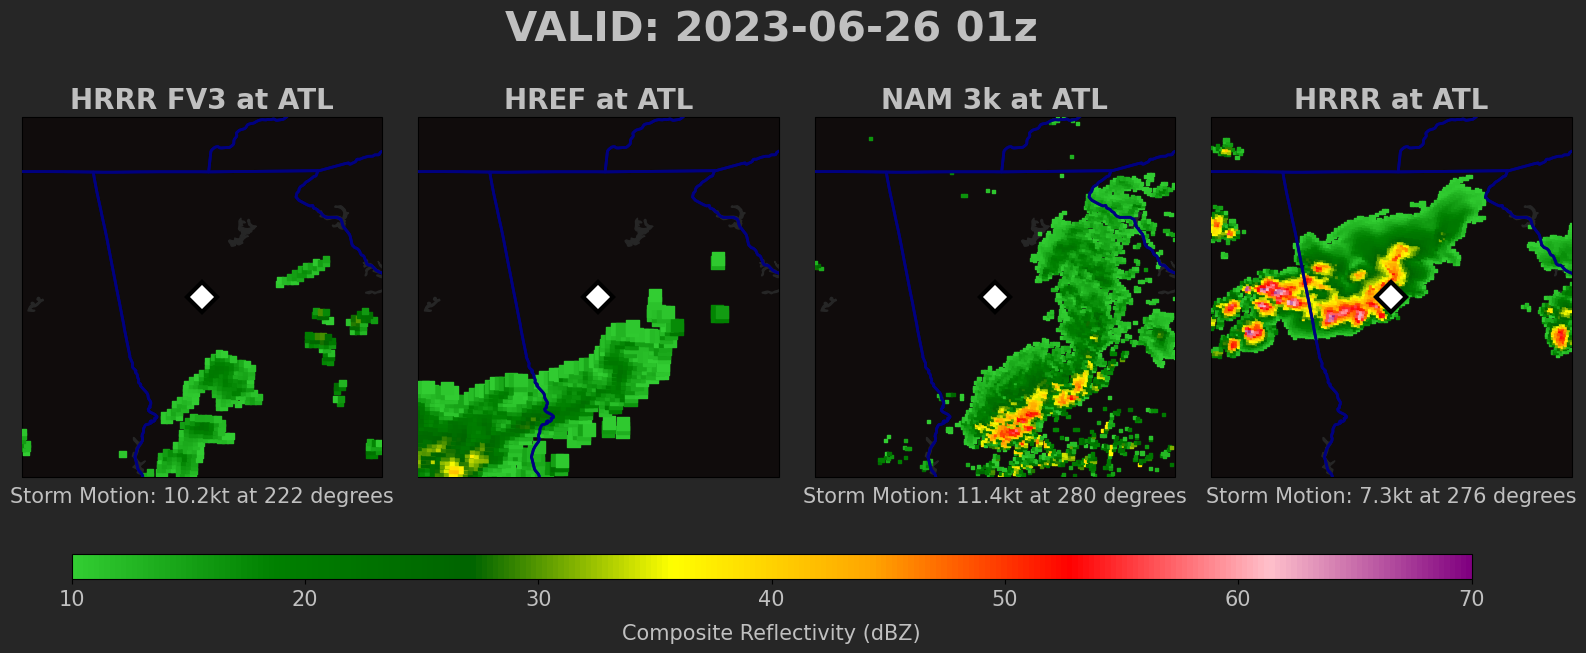 VALID: 2023-06-26 01z
HRRR FV3 at ATL
HREF at ATL
NAM 3k at ATL
HRRR at ATL
Storm Motion: 10.2kt at 222 degrees
Storm Motion: 11.4kt at 280 degrees
Storm Motion: 7.3kt at 276 degrees
10 20 30 40 50 60 70
Composite Reflectivity (dBZ)